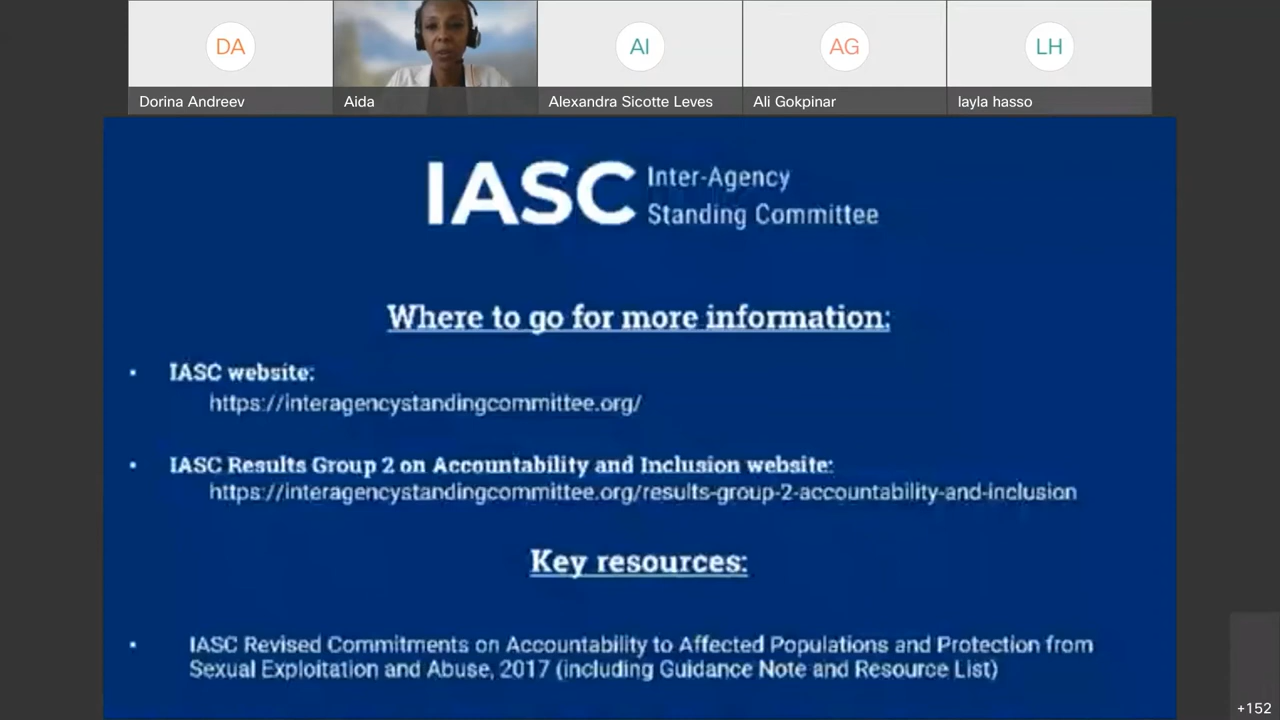 DA
AI
AG
LH
Dorina Andreev
Aida
Alexandra Sicotte Leves
Ali Gokpinar
layla hasso
IASC
Inter-Agency
Standing Committee
Where to go for more information:
• IASC website:
https://interagencystandingcommittee.org/
• IASC Results Group 2 on Accountability and Inclusion website:
https://interagencystandingcommittee.org/results-group-2-accountability-and-inclusion
Key resources:
• IASC Revised Commitments on Accountability to Affected Populations and Protection from
Sexual Exploitation and Abuse, 2017 (including Guidance Note and Resource List)
+152